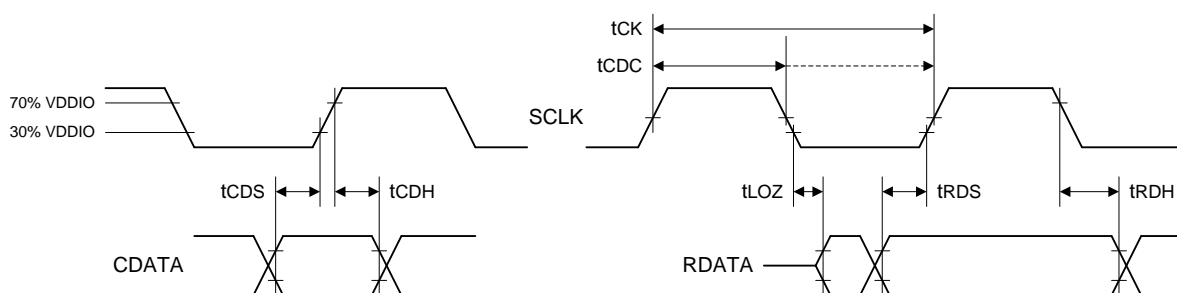 tCK
tCDC
70% VDDIO
30% VDDIO
SCLK
tCDS
tCDH
tLOZ
tRDS
tRDH
CDATA
RDATA